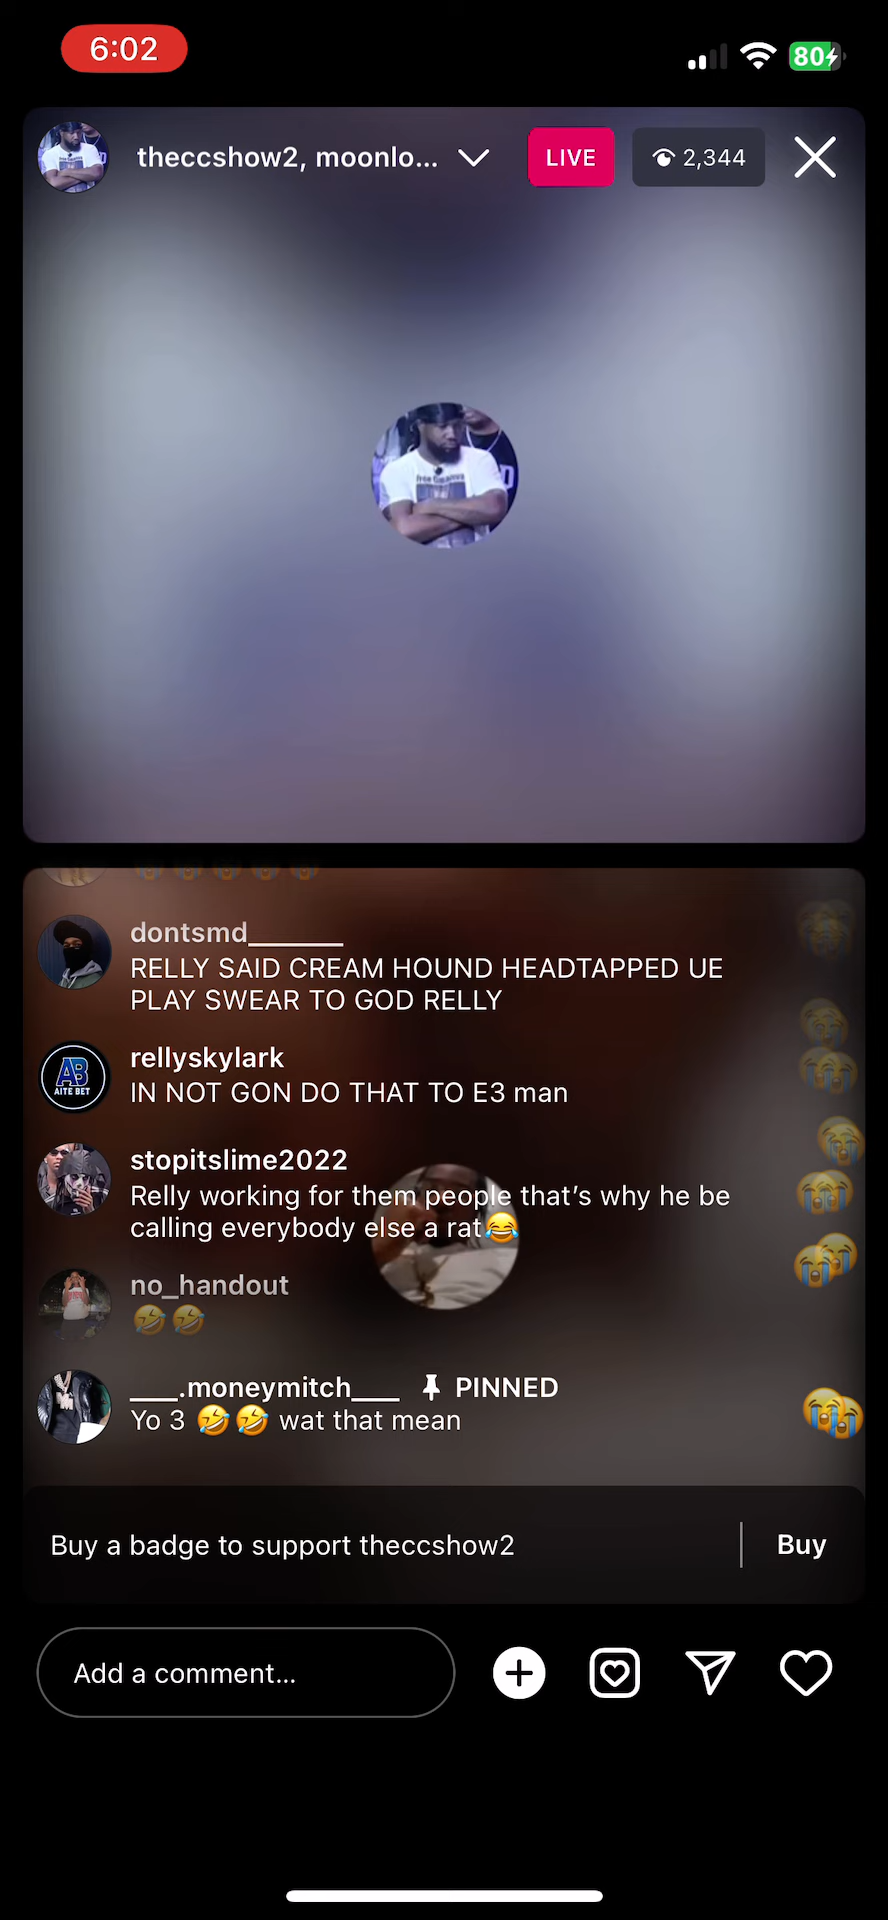 6:02
80
theccshow2, moonlo...
LIVE
2,344
dontsmd______
RELLY SAID CREAM HOUND HEADTAPPED UE
PLAY SWEAR TO GOD RELLY
rellyskylark
IN NOT GON DO THAT TO E3 man
stopitslime2022
Relly working for them people that’s why he be
calling everybody else a rat😂
no_handout
🤣🤣
___.moneymitch___ PINNED
Yo 3 🤣🤣 wat that mean
AB
AITE BET
Buy a badge to support theccshow2
Buy
Add a comment...